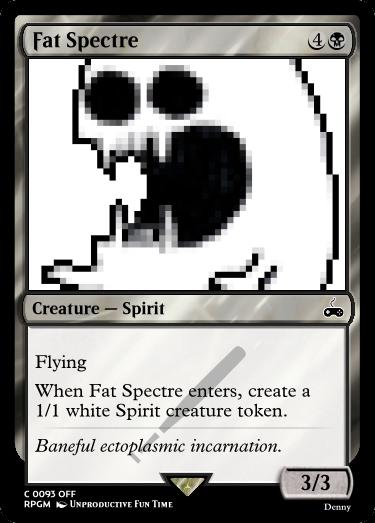 Fat Spectre 4
Creature — Spirit
Flying
When Fat Spectre enters, create a
1/1 white Spirit creature token.
Baneful ectoplasmic incarnation.
3/3
C 0093 OFF
RPGM Unproductive Fun Time
Denny